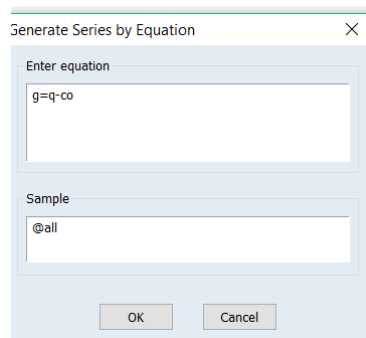 Generate Series by Equation
Enter equation
g=q-co
Sample
@all
OK
Cancel